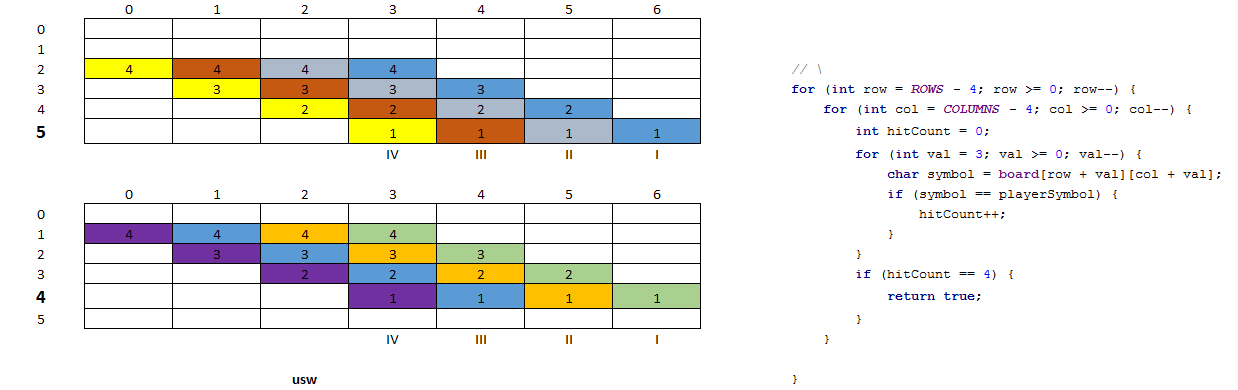 0 1 2 3 4 5 6
0
1
2 4 4 4 4
3 3 3 3 3
4 2 2 2 2
5 1 1 1 1
IV III II I
0 1 2 3 4 5 6
0
1 4 4 4 4
2 3 3 3 3
3 2 2 2 2
4 1 1 1 1
5
IV III II I
usw
// \
for (int row = ROWS - 4; row >= 0; row--) {
    for (int col = COLUMNS - 4; col >= 0; col--) {
        int hitCount = 0;
        for (int val = 3; val >= 0; val--) {
            char symbol = board[row + val][col + val];
            if (symbol == playerSymbol) {
                hitCount++;
            }
        }
        if (hitCount == 4) {
            return true;
        }
    }
}